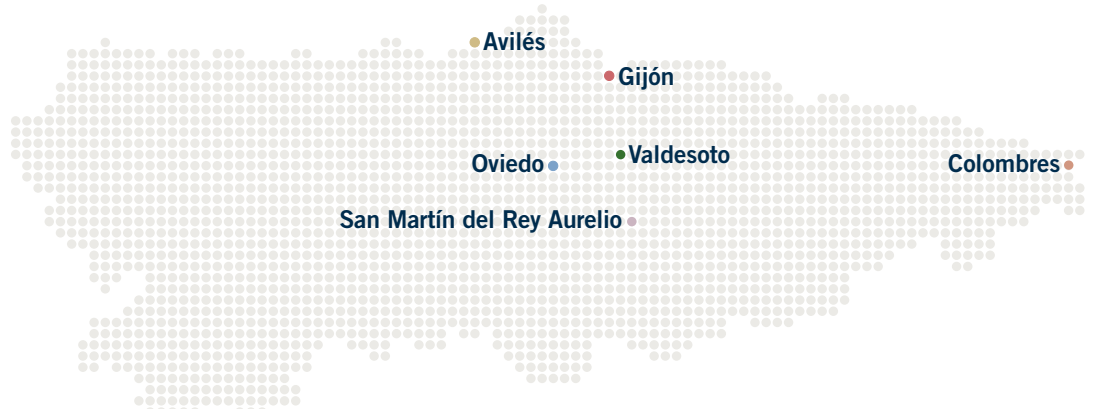 Avilés
Gijón
Valdesoto
Oviedo
Colombres
San Martín del Rey Aurelio